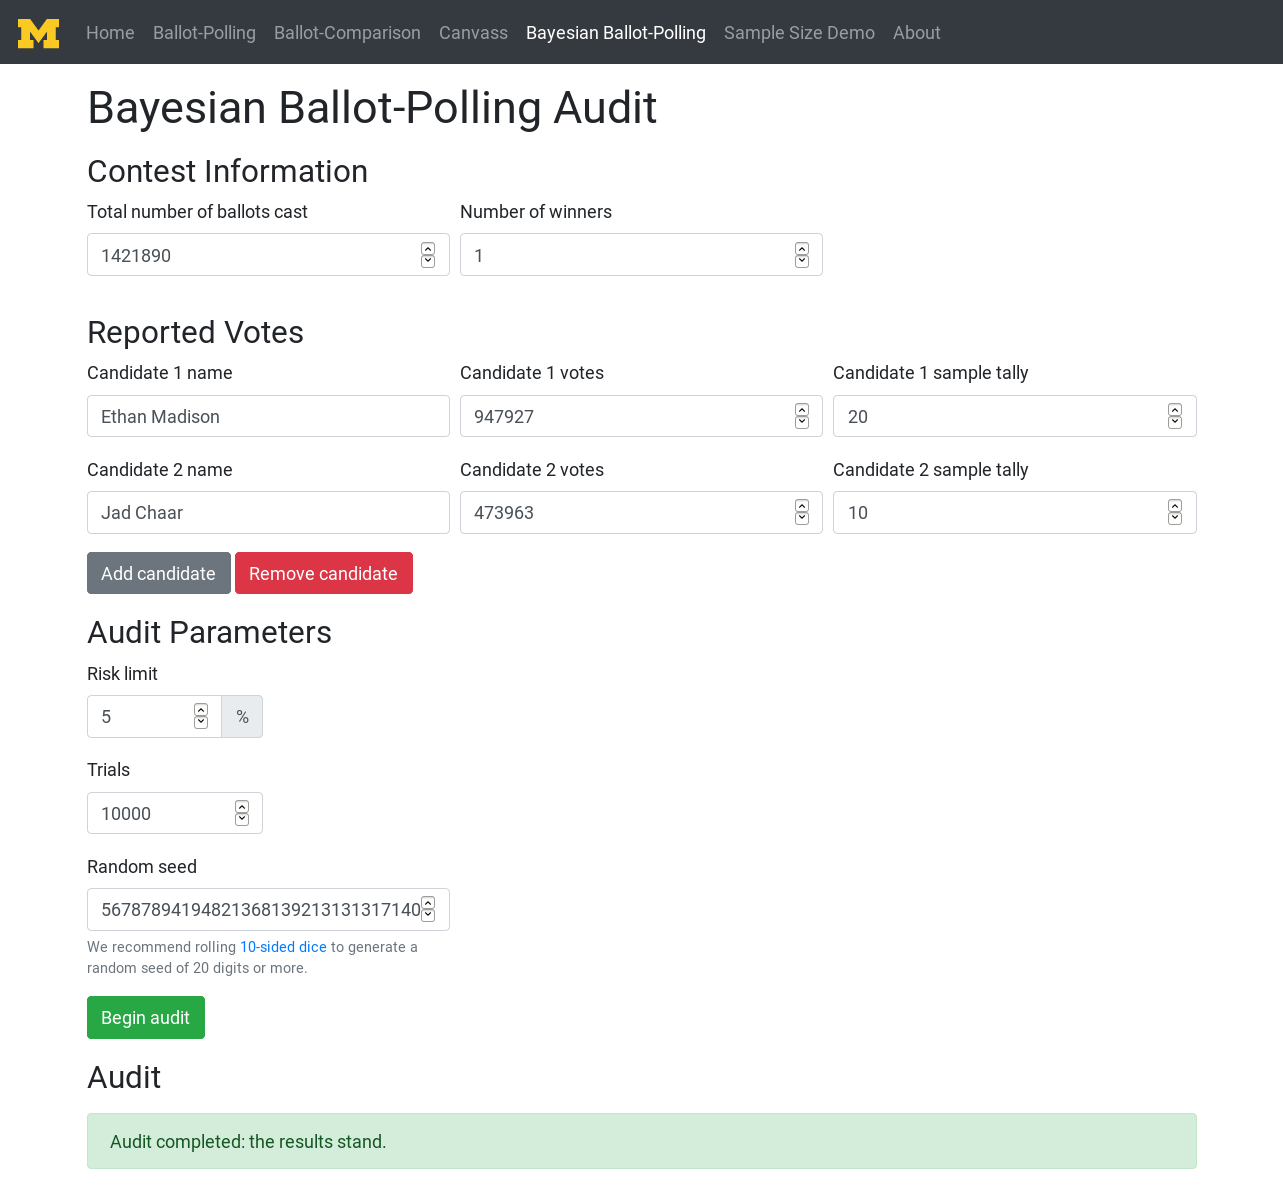 M Home Ballot-Polling Ballot-Comparison Canvass Bayesian Ballot-Polling Sample Size Demo About
Bayesian Ballot-Polling Audit
Contest Information
Total number of ballots cast Number of winners
1421890 1
Reported Votes
Candidate 1 name Candidate 1 votes Candidate 1 sample tally
Ethan Madison 947927 20
Candidate 2 name Candidate 2 votes Candidate 2 sample tally
Jad Chaar 473963 10
Add candidate Remove candidate
Audit Parameters
Risk limit
5 %
Trials
10000
Random seed
56787894194821368139213131317140
We recommend rolling 10-sided dice to generate a
random seed of 20 digits or more.
Begin audit
Audit
Audit completed: the results stand.